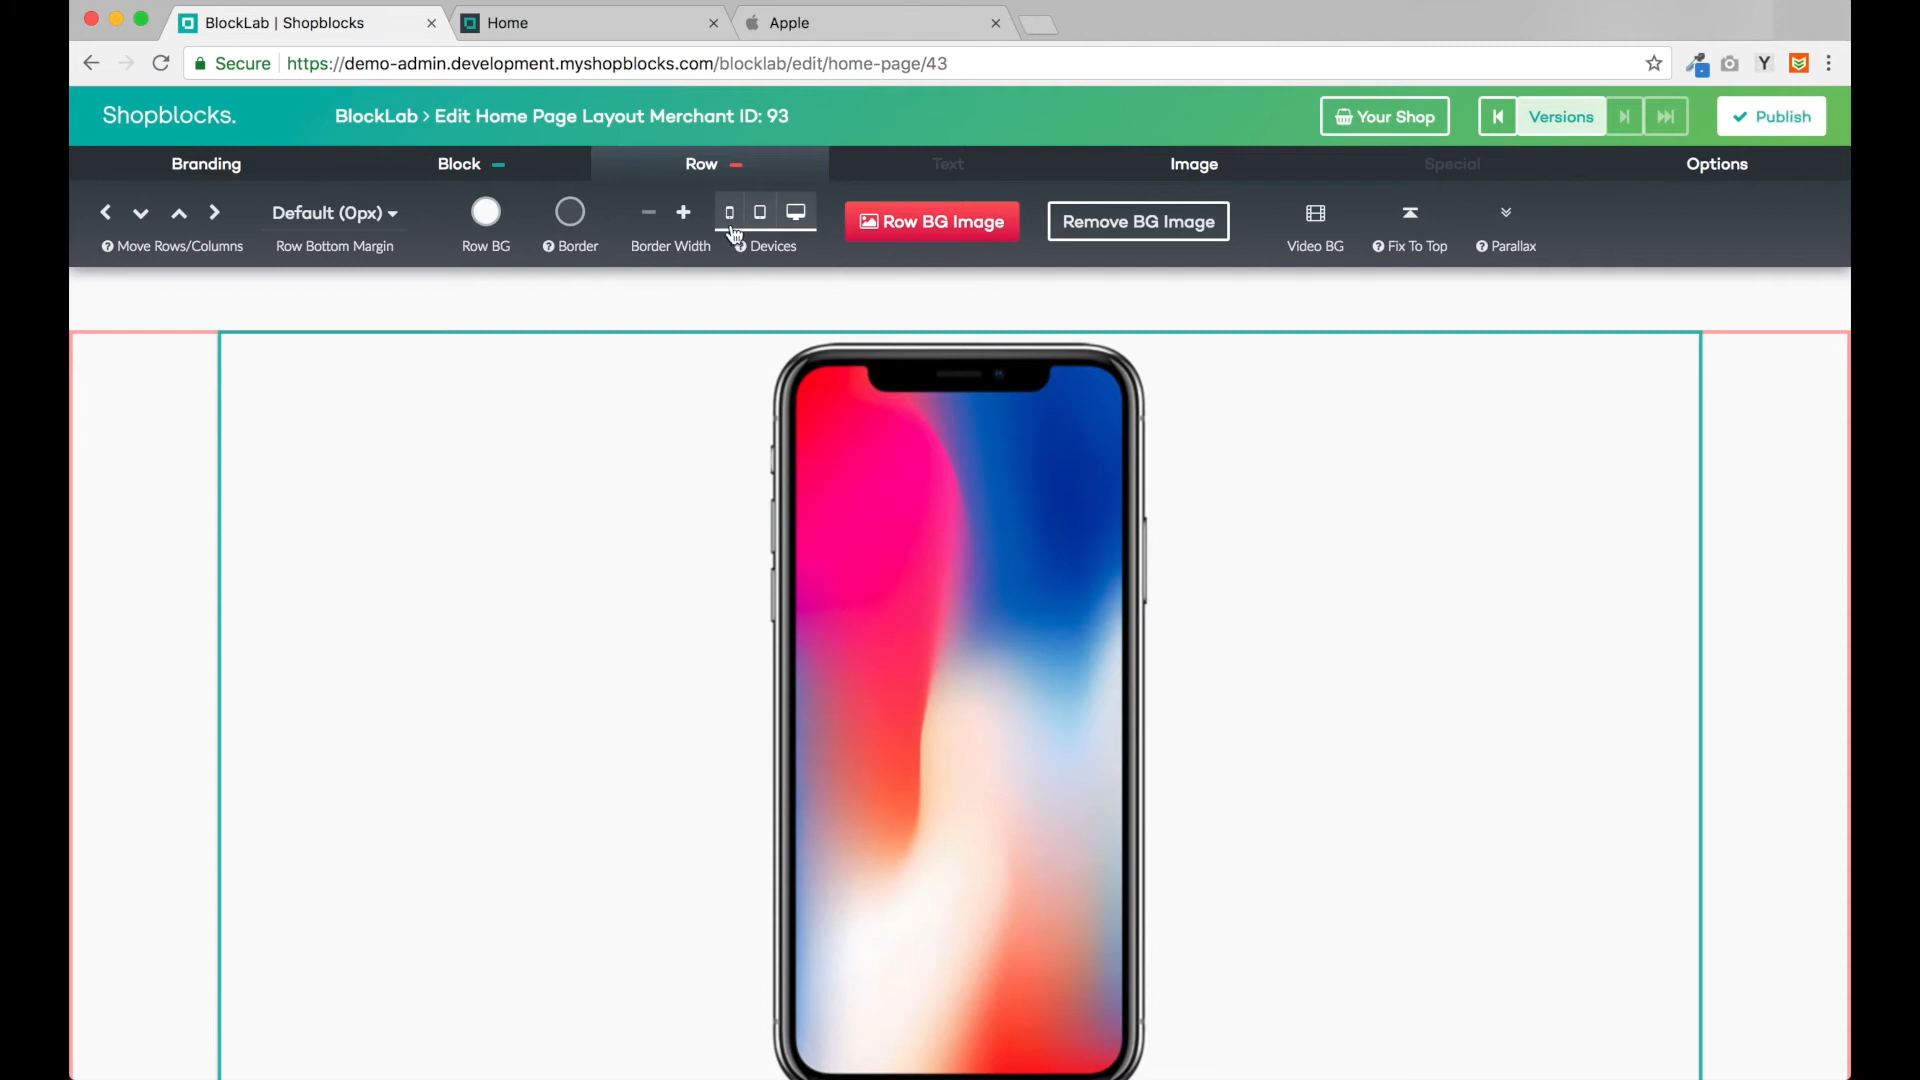 BlockLab | Shopblocks
Home
Apple
Secure
https://demo-admin.development.myshopblocks.com/blocklab/edit/home-page/43
Y
Shopblocks.
BlockLab > Edit Home Page Layout Merchant ID: 93
Your Shop
Versions
Publish
Branding
Block
Row
Text
Image
Special
Options
Default (0px)
Row BG Image
Remove BG Image
Move Rows/Columns
Row Bottom Margin
Row BG
Border
Border Width
Devices
Video BG
Fix To Top
Parallax